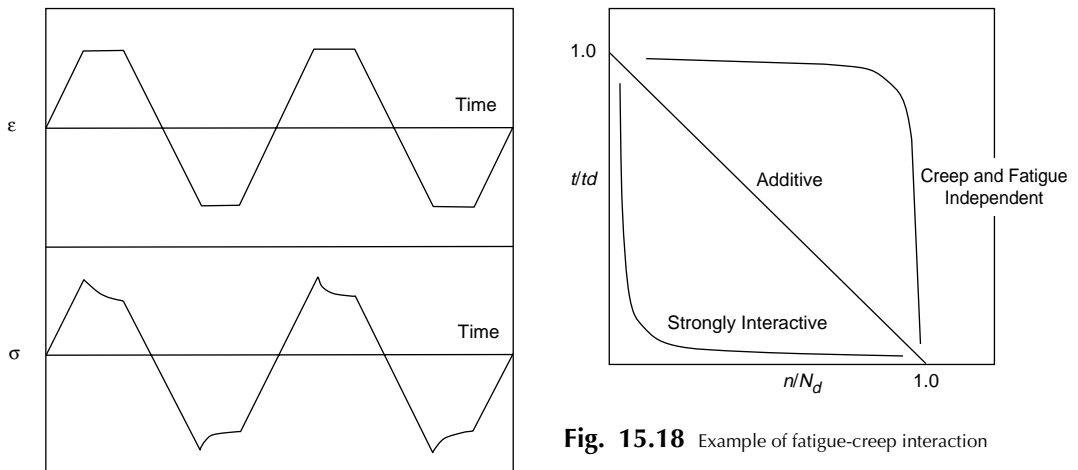 Time
ε
Time
σ
1.0
t/td
Additive
Creep and Fatigue
Independent
Strongly Interactive
n/N_d
1.0
Fig. 15.18 Example of fatigue-creep interaction